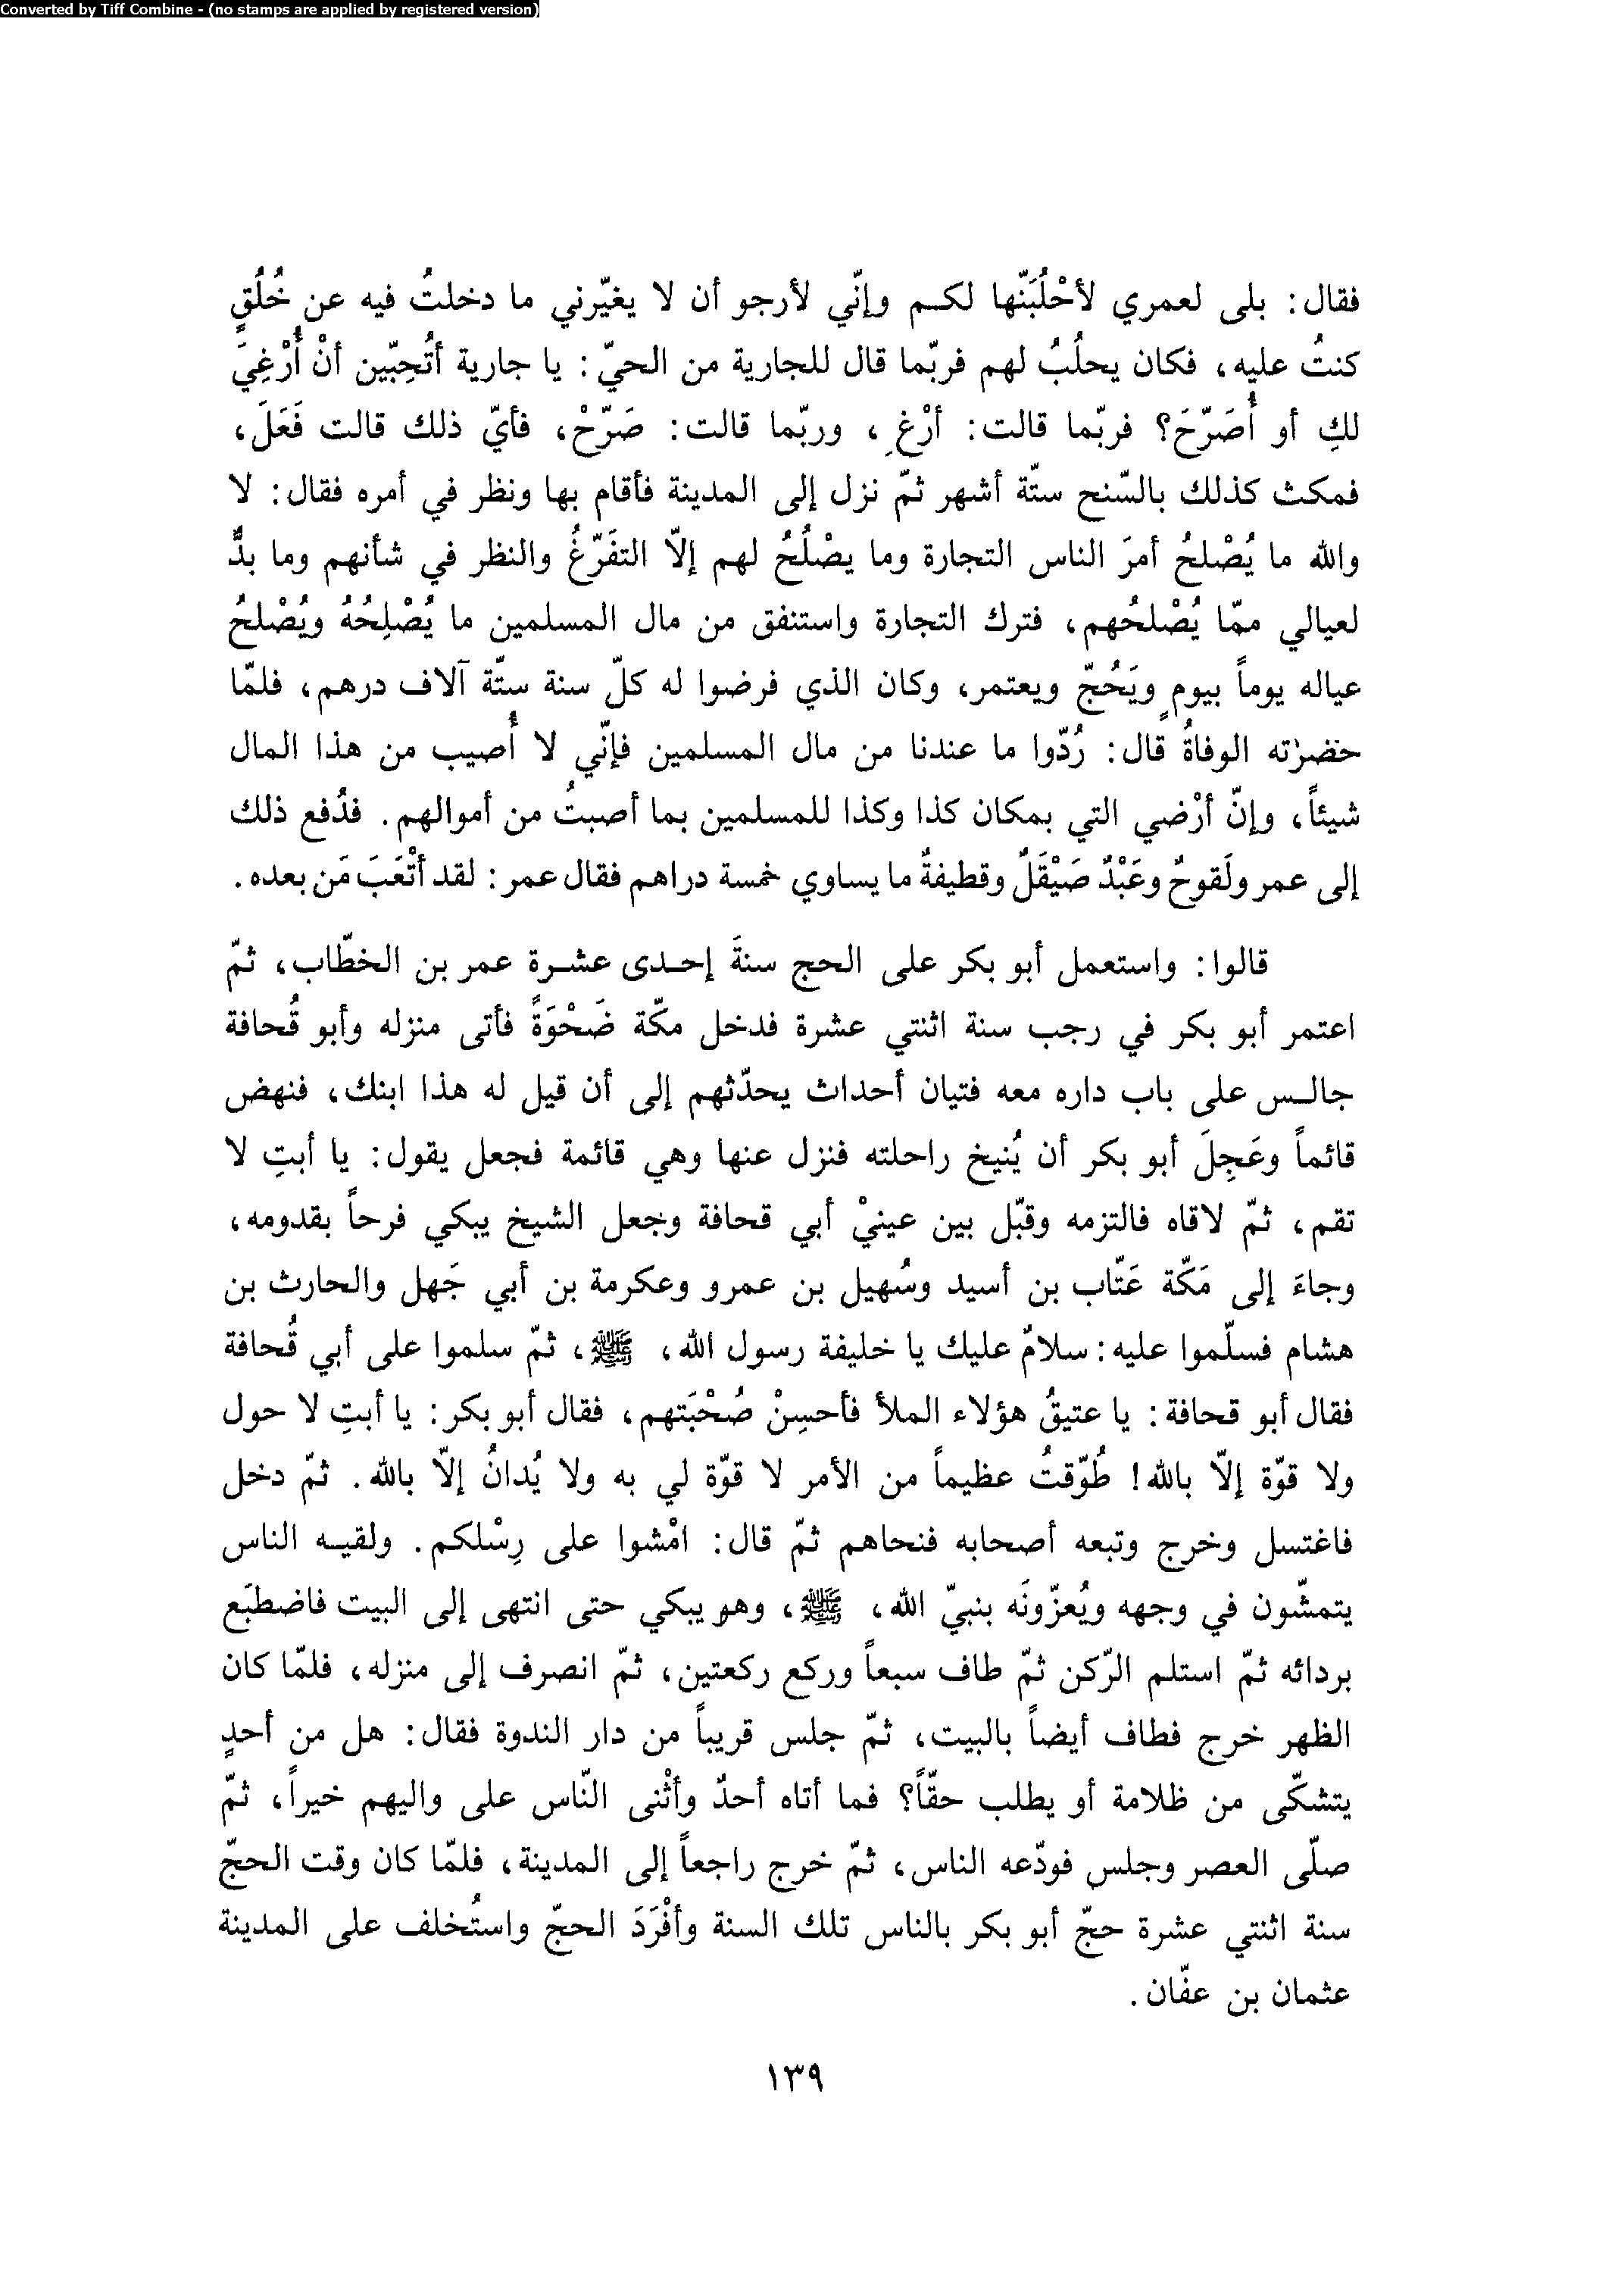 Converted by Tiff Combine - (no stamps are applied by registered version)
فقال: بلى لعمري لأحْلُبَنّها لكم وإنّي لأرجو أن لا يغيّرني ما دخلتُ فيه عن خُلُقٍ
كنتُ عليه، فكان يحلُبُ لهم فربّما قال للجارية من الحيّ: يا جارية أتُحِبّين أنْ أُرْغِيَ
لكِ أو أُصَرّحَ؟ فربّما قالت: أرْغِ، وربّما قالت: صَرّحْ، فأيّ ذلك قالت فَعَلَ،
فمكث كذلك بالسّنح ستّة أشهر ثمّ نزل إلى المدينة فأقام بها ونظر في أمره فقال: لا
والله ما يُصْلحُ أمرَ الناس التجارة وما يصْلُحُ لهم إلاّ التفَرّغُ والنظر في شأنهم وما بدٌّ
لعيالي ممّا يُصْلحُهم، فترك التجارة واستنفق من مال المسلمين ما يُصْلِحُهُ ويُصْلحُ
عياله يوماً بيومٍ ويَحُجّ ويعتمر، وكان الذي فرضوا له كلّ سنة ستّة آلاف درهم، فلمّا
حضرَته الوفاةُ قال: رُدّوا ما عندنا من مال المسلمين فإنّي لا أُصيب من هذا المال
شيئاً، وإنّ أرْضي التي بمكان كذا وكذا للمسلمين بما أصبتُ من أموالهم. فدُفع ذلك
إلى عمر ولَقوحٌ وعَبْدٌ صَيْقَلٌ وقطيفةٌ ما يساوي خمسة دراهم فقال عمر: لقد أتْعَبَ مَن بعده.
قالوا: واستعمل أبو بكر على الحج سنةَ إحدى عشرة عمر بن الخطّاب، ثمّ
اعتمر أبو بكر في رجب سنة اثنتي عشرة فدخل مكّة ضَحْوَةً فأتى منزله وأبو قُحافة
جالس على باب داره معه فتيان أحداث يحدّثهم إلى أن قيل له هذا ابنك، فنهض
قائماً وعَجِلَ أبو بكر أن يُنيخ راحلته فنزل عنها وهي قائمة فجعل يقول: يا أبتِ لا
تقم، ثمّ لاقاه فالتزمه وقبّل بين عينيْ أبي قحافة وجعل الشيخ يبكي فرحاً بقدومه،
وجاءَ إلى مَكّة عَتّاب بن أسيد وسُهيل بن عمرو وعكرمة بن أبي جَهل والحارث بن
هشام فسلّموا عليه: سلامٌ عليك يا خليفة رسول الله، ﷺ، ثمّ سلموا على أبي قُحافة
فقال أبو قحافة: يا عتيقُ هؤلاء الملأ فأحسِنْ صُحْبَتهم، فقال أبو بكر: يا أبتِ لا حول
ولا قوّة إلاّ بالله! طُوّقتُ عظيماً من الأمر لا قوّة لي به ولا يُدانُ إلاّ بالله. ثمّ دخل
فاغتسل وخرج وتبعه أصحابه فنحاهم ثمّ قال: امْشوا على رِسْلكم. ولقيه الناس
يتمشّون في وجهه ويُعزّونَه بنبيّ الله، ﷺ، وهو يبكي حتى انتهى إلى البيت فاضطبَع
بردائه ثمّ استلم الرّكن ثمّ طاف سبعاً وركع ركعتين، ثمّ انصرف إلى منزله، فلمّا كان
الظهر خرج فطاف أيضاً بالبيت، ثمّ جلس قريباً من دار الندوة فقال: هل من أحدٍ
يتشكّى من ظلامة أو يطلب حقّاً؟ فما أتاه أحدٌ وأثْنى النّاس على واليهم خيراً، ثمّ
صلّى العصر وجلس فودّعه الناس، ثمّ خرج راجعاً إلى المدينة، فلمّا كان وقت الحجّ
سنة اثنتي عشرة حجّ أبو بكر بالناس تلك السنة وأفْرَدَ الحجّ واستُخلف على المدينة
عثمان بن عفّان.
١٣٩